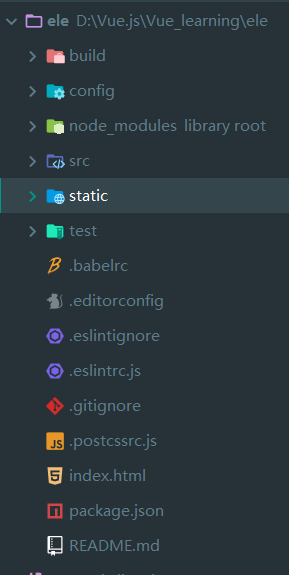 ele D:\Vue.js\Vue_learning\ele
build
config
node_modules library root
src
static
test
.babelrc
.editorconfig
.eslintignore
.eslintrc.js
.gitignore
.postcssrc.js
index.html
package.json
README.md